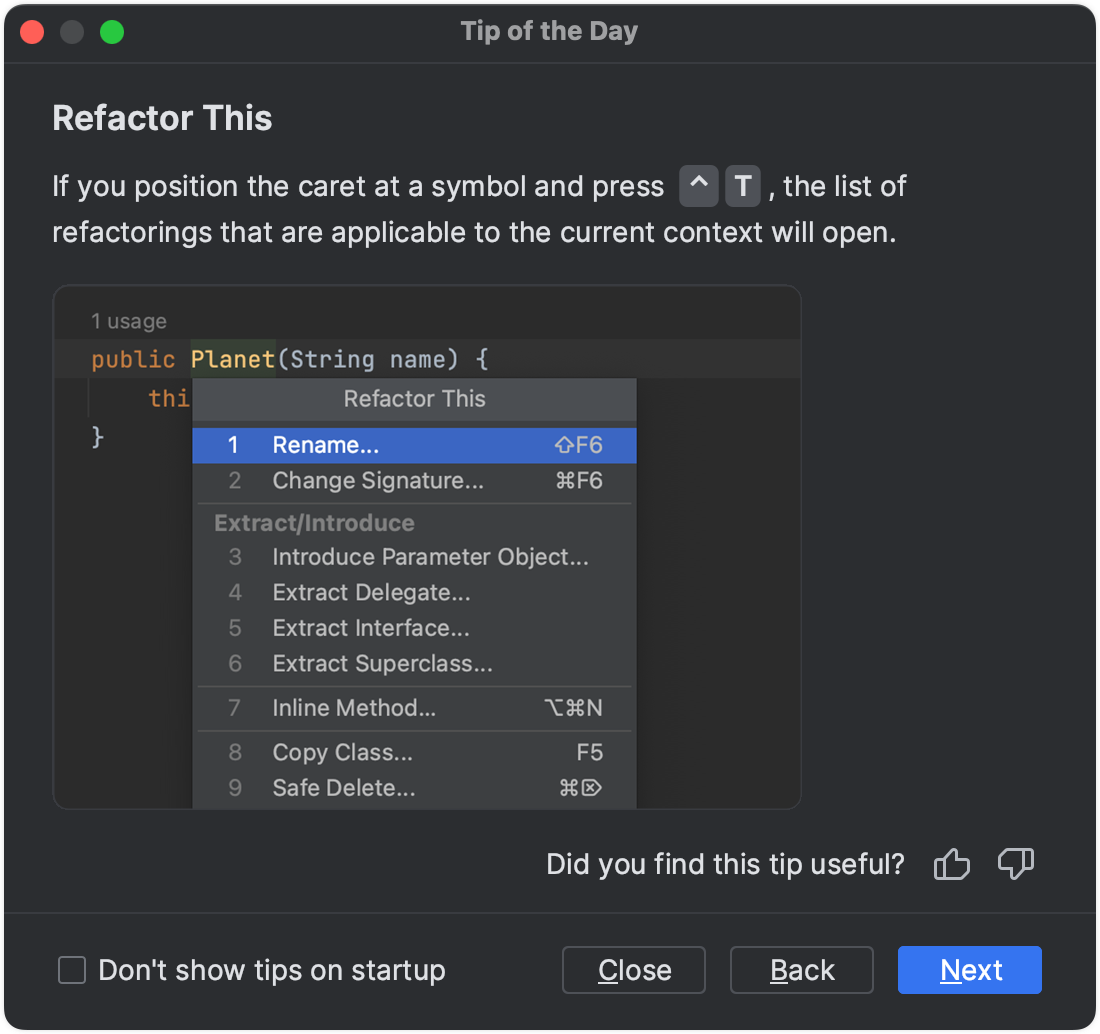 Tip of the Day
Refactor This
If you position the caret at a symbol and press ^ T , the list of
refactorings that are applicable to the current context will open.
1 usage
public Planet(String name) {
thi
}
Refactor This
1 Rename... ⇧F6
2 Change Signature... ⌘F6
Extract/Introduce
3 Introduce Parameter Object...
4 Extract Delegate...
5 Extract Interface...
6 Extract Superclass...
7 Inline Method... ⌥⌘N
8 Copy Class... F5
9 Safe Delete... ⌘⌦
Did you find this tip useful?
Don't show tips on startup
Close
Back
Next